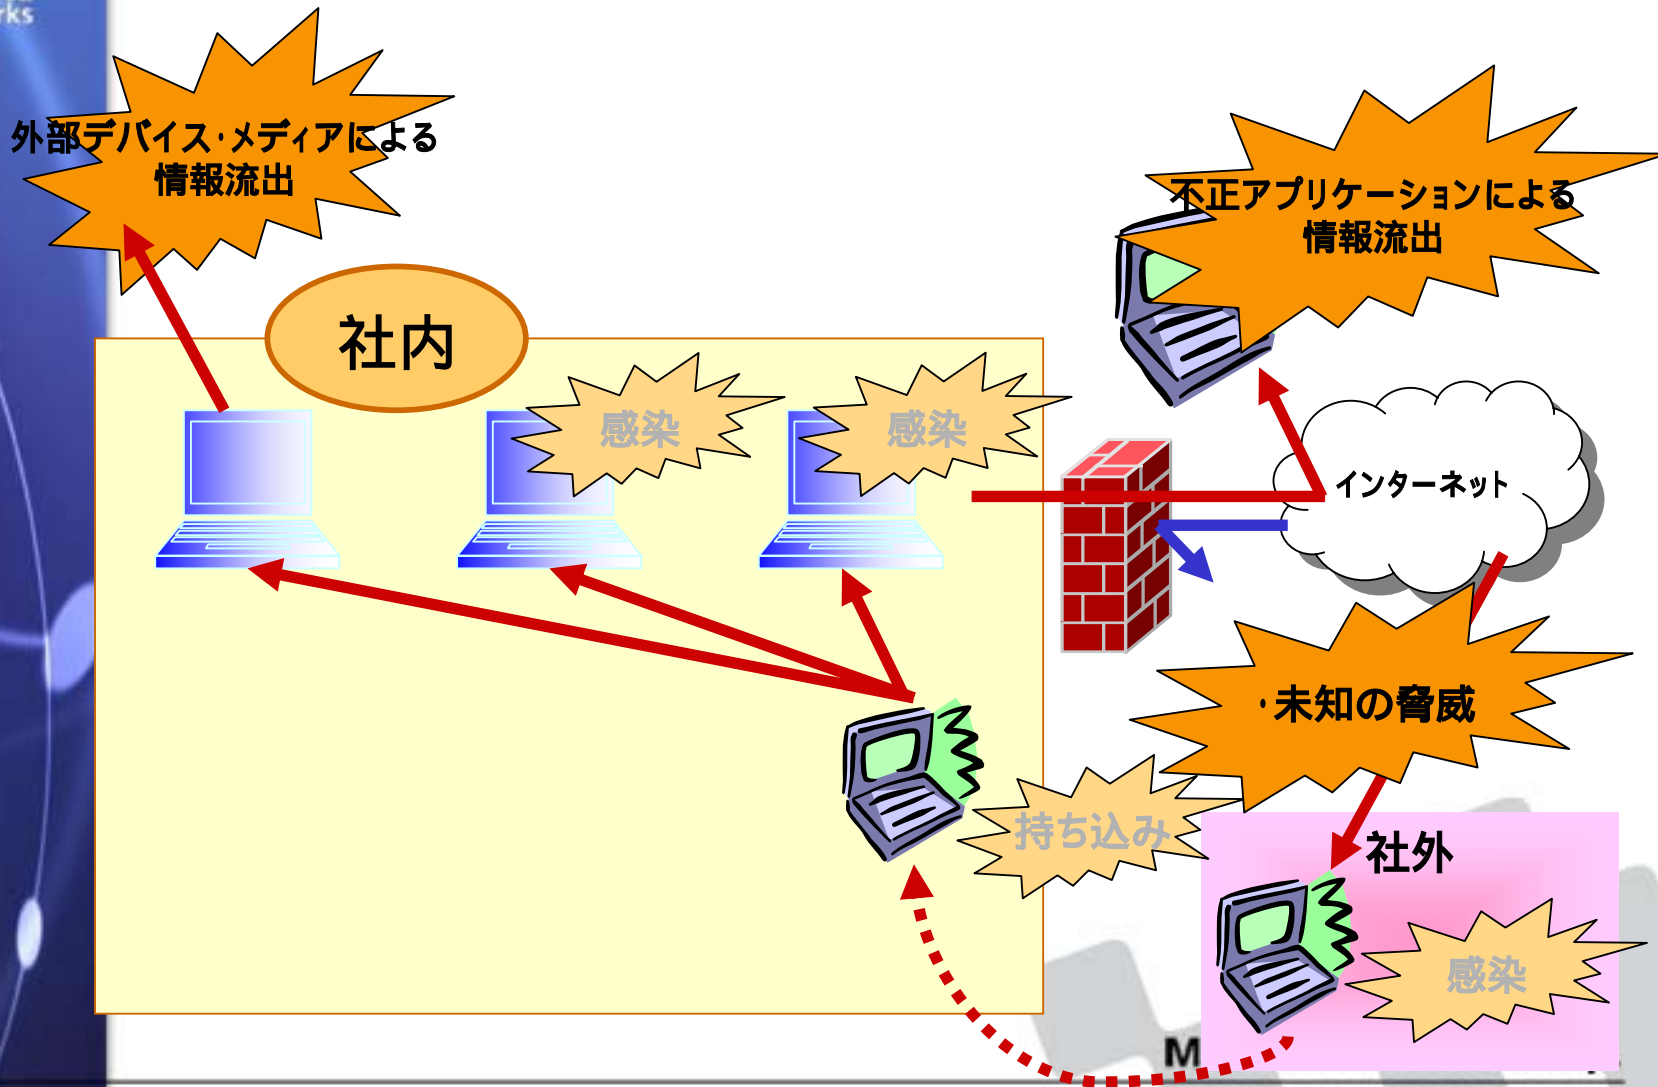 rks
外部デバイス・メディアによる
情報流出
不正アプリケーションによる
情報流出
社内
感染
感染
インターネット
・未知の脅威
持ち込み
社外
感染
M